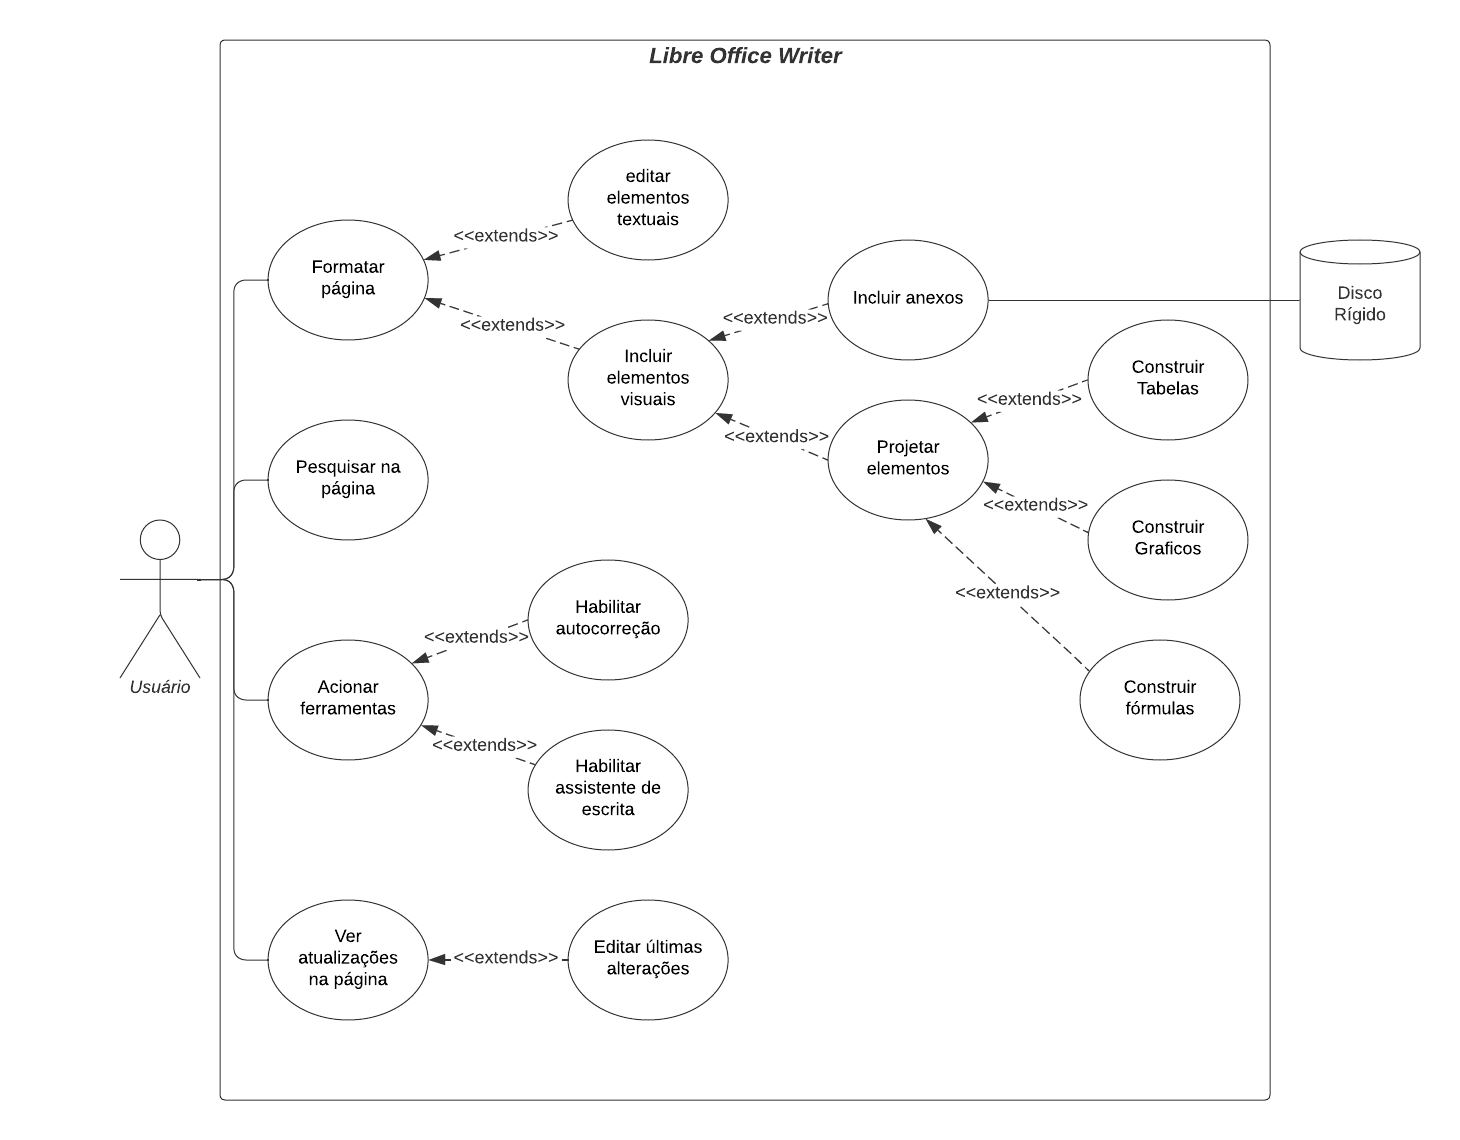 Libre Office Writer
editar
elementos
textuais
<<extends>>
Formatar
página
<<extends>>
Incluir
elementos
visuais
<<extends>>
Incluir anexos
Disco
Rígido
<<extends>>
Projetar
elementos
<<extends>>
Construir
Tabelas
<<extends>>
Construir
Graficos
<<extends>>
Construir
fórmulas
Pesquisar na
página
Usuário
Acionar
ferramentas
<<extends>>
Habilitar
autocorreção
<<extends>>
Habilitar
assistente de
escrita
Ver
atualizações
na página
<<extends>>
Editar últimas
alterações